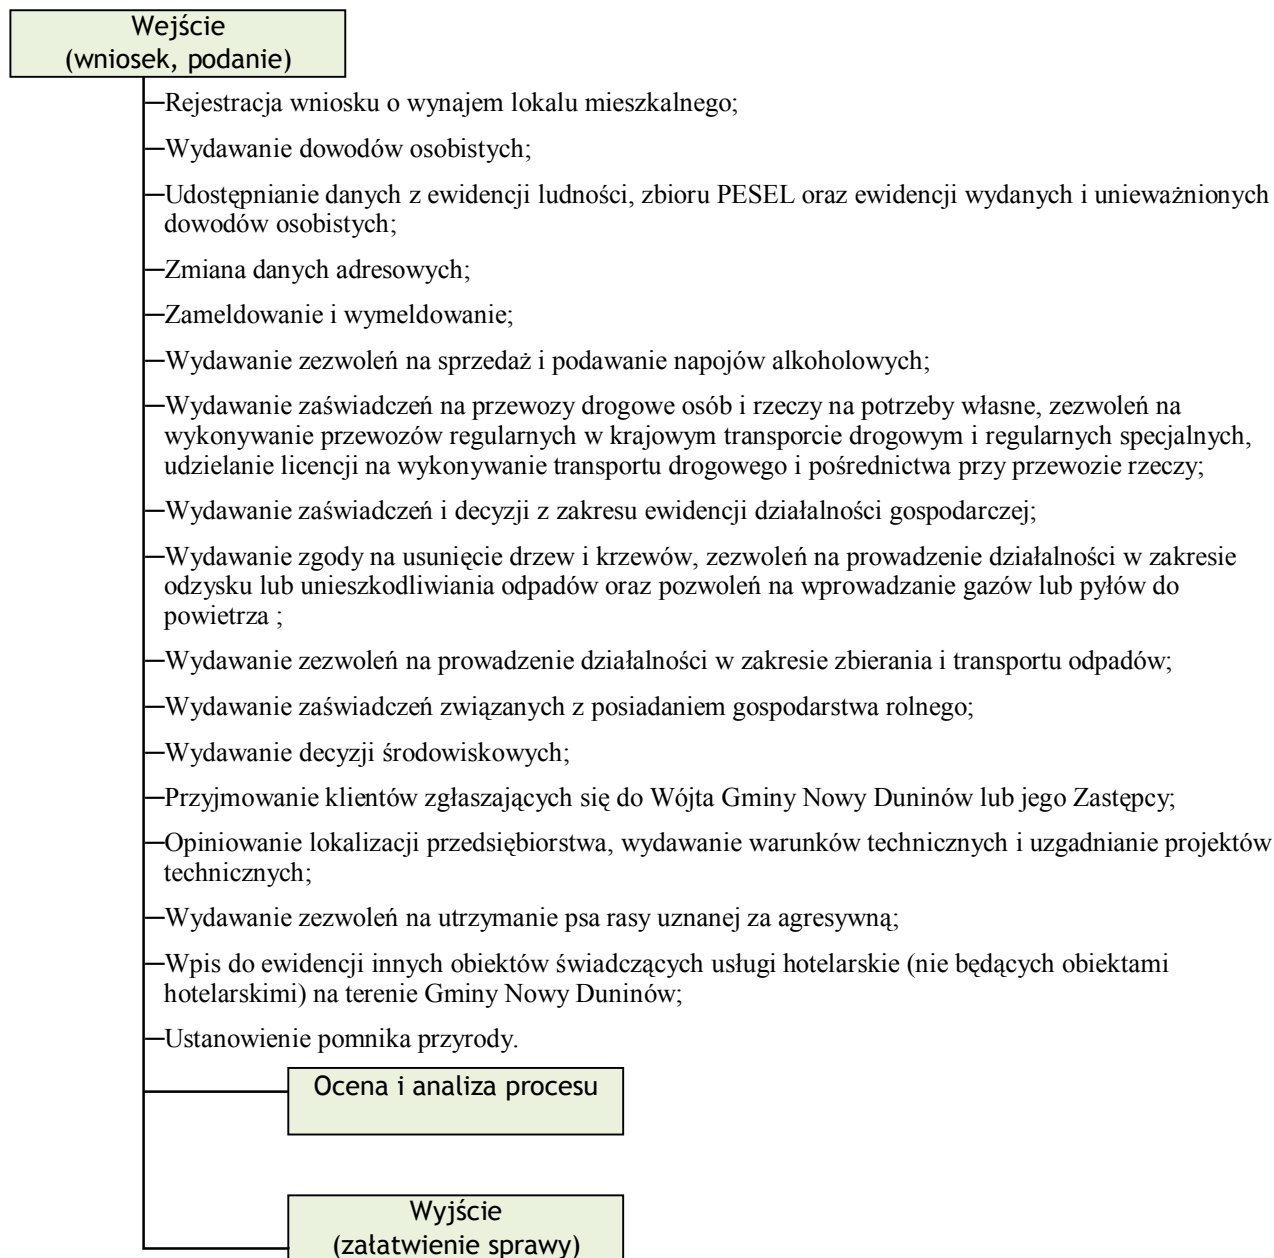 Wejście
(wniosek, podanie)
Rejestracja wniosku o wynajem lokalu mieszkalnego;
Wydawanie dowodów osobistych;
Udostępnianie danych z ewidencji ludności, zbioru PESEL oraz ewidencji wydanych i unieważnionych
dowodów osobistych;
Zmiana danych adresowych;
Zameldowanie i wymeldowanie;
Wydawanie zezwoleń na sprzedaż i podawanie napojów alkoholowych;
Wydawanie zaświadczeń na przewozy drogowe osób i rzeczy na potrzeby własne, zezwoleń na
wykonywanie przewozów regularnych w krajowym transporcie drogowym i regularnych specjalnych,
udzielanie licencji na wykonywanie transportu drogowego i pośrednictwa przy przewozie rzeczy;
Wydawanie zaświadczeń i decyzji z zakresu ewidencji działalności gospodarczej;
Wydawanie zgody na usunięcie drzew i krzewów, zezwoleń na prowadzenie działalności w zakresie
odzysku lub unieszkodliwiania odpadów oraz pozwoleń na wprowadzanie gazów lub pyłów do
powietrza ;
Wydawanie zezwoleń na prowadzenie działalności w zakresie zbierania i transportu odpadów;
Wydawanie zaświadczeń związanych z posiadaniem gospodarstwa rolnego;
Wydawanie decyzji środowiskowych;
Przyjmowanie klientów zgłaszających się do Wójta Gminy Nowy Duninów lub jego Zastępcy;
Opiniowanie lokalizacji przedsiębiorstwa, wydawanie warunków technicznych i uzgadnianie projektów
technicznych;
Wydawanie zezwoleń na utrzymanie psa rasy uznanej za agresywną;
Wpis do ewidencji innych obiektów świadczących usługi hotelarskie (nie będących obiektami
hotelarskimi) na terenie Gminy Nowy Duninów;
Ustanowienie pomnika przyrody.
Ocena i analiza procesu
Wyjście
(załatwienie sprawy)